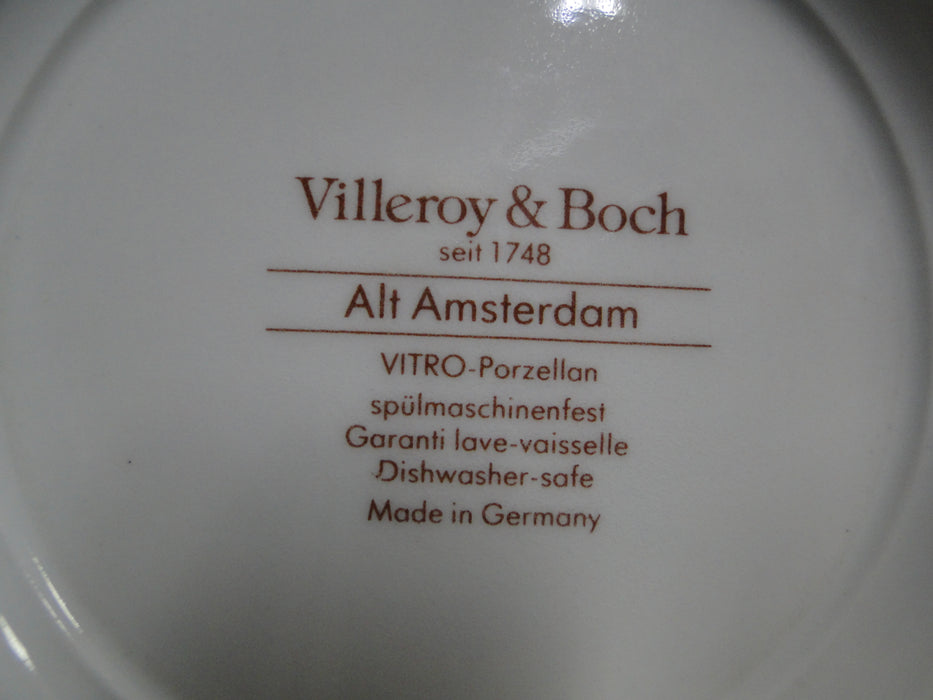 Villeroy & Boch
seit 1748
Alt Amsterdam
VITRO-Porzellan
spülmaschinenfest
Garanti lave-vaisselle
Dishwasher-safe
Made in Germany